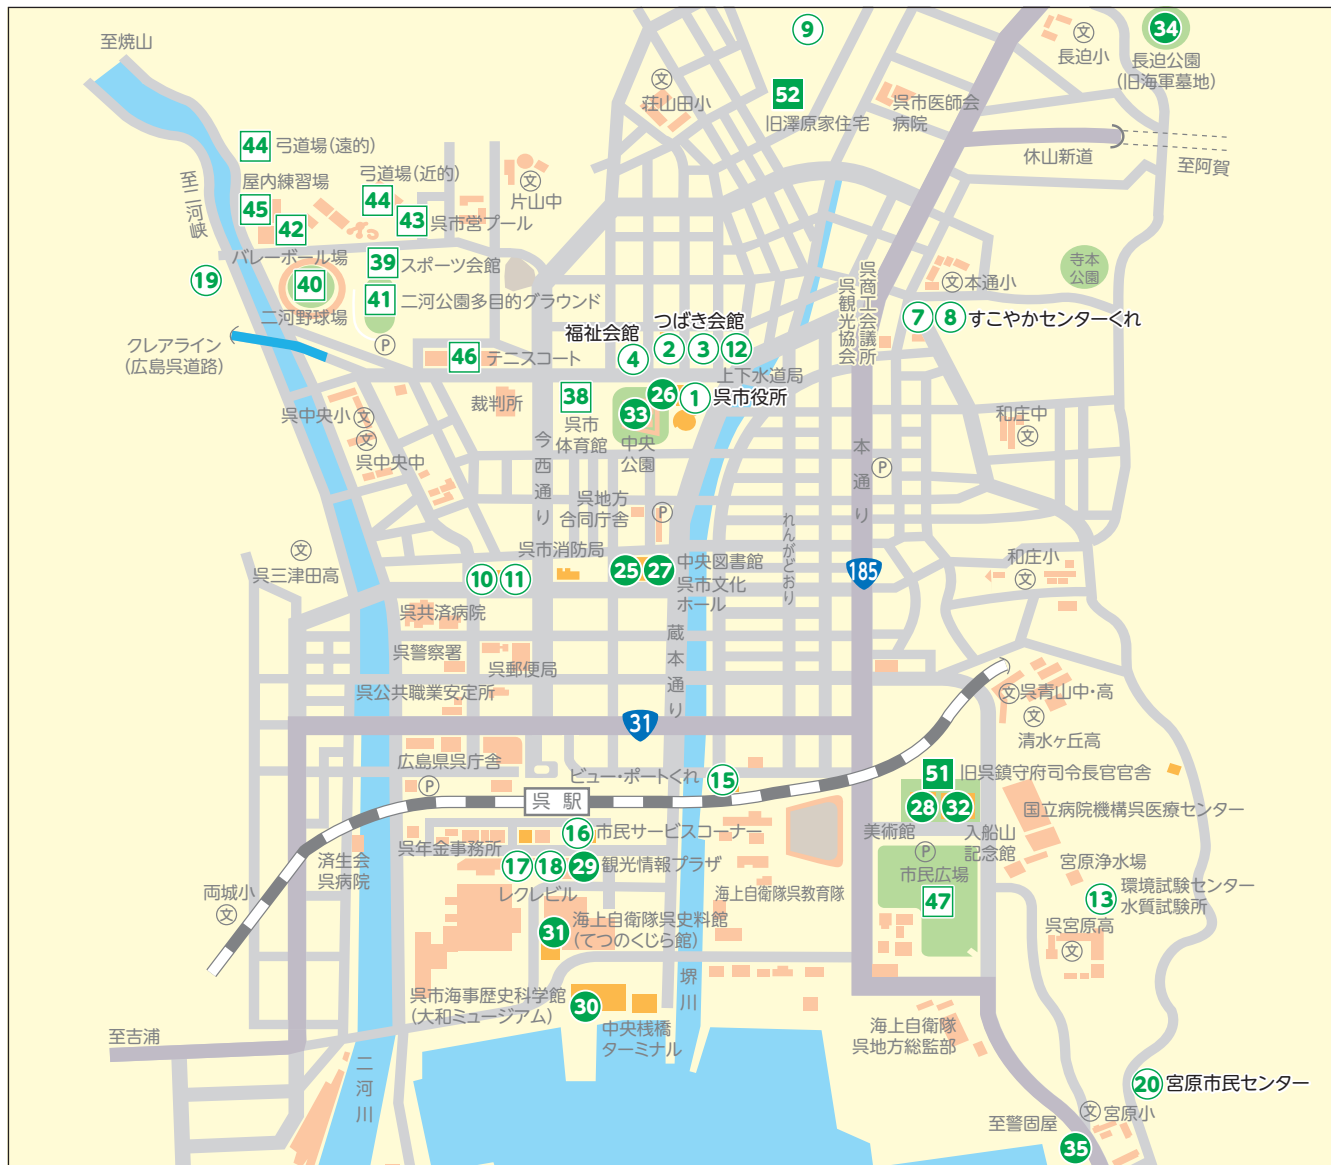 至焼山
9
文
長迫小
34
長迫公園
(旧海軍墓地)
文
荘山田小
52
旧澤原家住宅
呉市医師会
病院
休山新道
至阿賀
44
弓道場(遠的)
至二河峡
屋内練習場
45
42
バレーボール場
弓道場(近的)
44
43
呉市営プール
文
片山中
19
39
スポーツ会館
40
二河野球場
41
二河公園多目的グラウンド
P
クレアライン
(広島呉道路)
46
テニスコート
福祉会館
4
つばき会館
2
3
12
上下水道局
呉商工会議所
呉観光協会
文
本通小
寺本
公園
7
8
すこやかセンターくれ
裁判所
38
呉市
体育館
33
中央
公園
26
1
呉市役所
呉中央小
文
文
呉中央中
今西通り
本通り
P
和庄中
文
呉地方
合同庁舎
P
れんがどおり
文
呉三津田高
呉市消防局
10
11
25
27
中央図書館
呉市文化
ホール
185
和庄小
文
呉共済病院
呉警察署
呉郵便局
呉公共職業安定所
蔵本通り
31
文
呉青山中・高
文
清水ヶ丘高
広島県呉庁舎
P
ビュー・ポートくれ
15
呉駅
51
旧呉鎮守府司令長官官舎
28
32
美術館
入船山
記念館
国立病院機構呉医療センター
16
市民サービスコーナー
呉年金事務所
17
18
29
観光情報プラザ
レクレビル
済生会
呉病院
両城小
文
海上自衛隊呉教育隊
P
市民広場
47
宮原浄水場
13
環境試験センター
水質試験所
呉宮原高
文
31
海上自衛隊呉史料館
(てつのくじら館)
呉市海事歴史科学館
(大和ミュージアム)
30
中央桟橋
ターミナル
堺川
海上自衛隊
呉地方総監部
至吉浦
二河川
20
宮原市民センター
文
宮原小
至警固屋
35